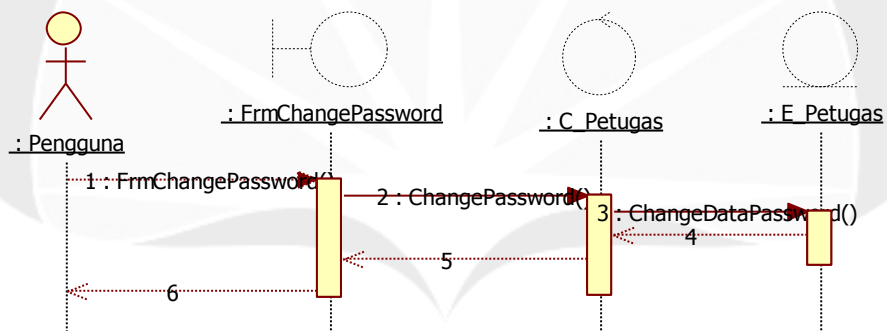 : Pengguna
: FrmChangePassword
: C_Petugas
: E_Petugas
1 : FrmChangePassword()
2 : ChangePassword()
3 : ChangeDataPassword()
4
5
6